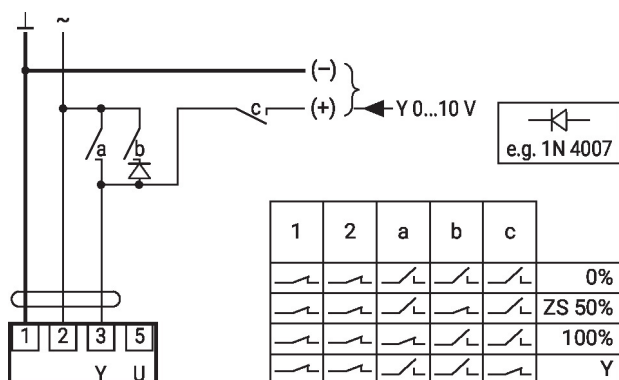 ⊥ ~
(–)
c (+) Y 0...10 V
a b
e.g. 1N 4007
1 2 a b c
0%
ZS 50%
100%
Y
1 2 3 5
Y U